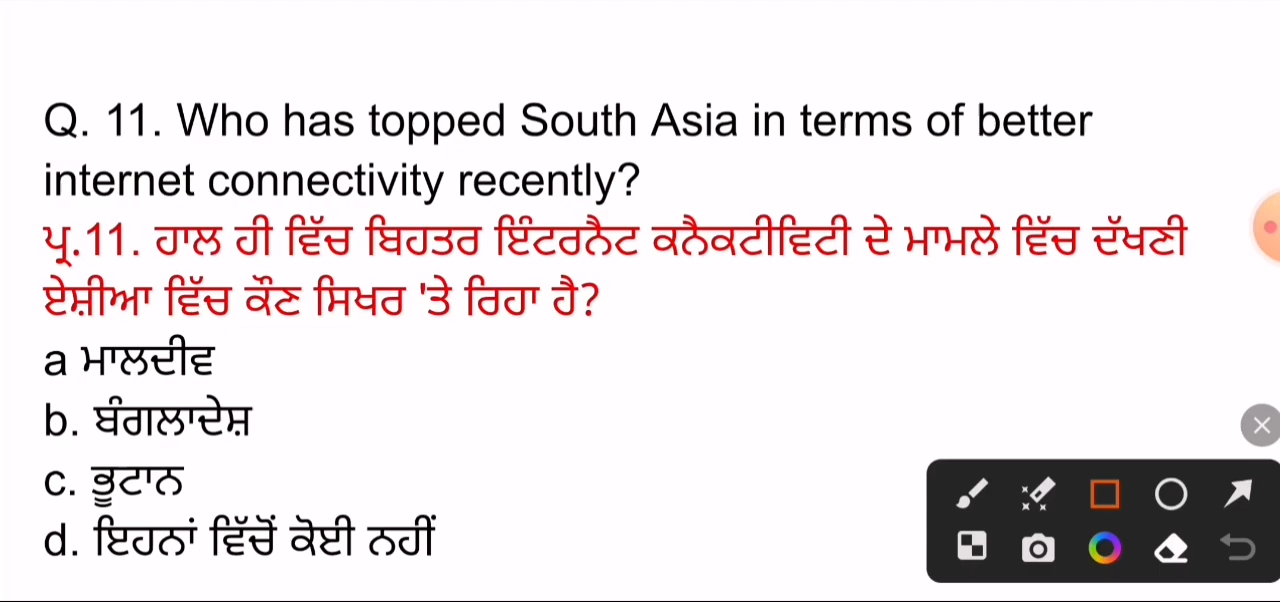 Q. 11. Who has topped South Asia in terms of better
internet connectivity recently?
ਪ੍ਰ.11. ਹਾਲ ਹੀ ਵਿੱਚ ਬਿਹਤਰ ਇੰਟਰਨੈਟ ਕਨੈਕਟੀਵਿਟੀ ਦੇ ਮਾਮਲੇ ਵਿੱਚ ਦੱਖਣੀ
ਏਸ਼ੀਆ ਵਿੱਚ ਕੌਣ ਸਿਖਰ 'ਤੇ ਰਿਹਾ ਹੈ?
a ਮਾਲਦੀਵ
b. ਬੰਗਲਾਦੇਸ਼
c. ਭੂਟਾਨ
d. ਇਹਨਾਂ ਵਿੱਚੋਂ ਕੋਈ ਨਹੀਂ